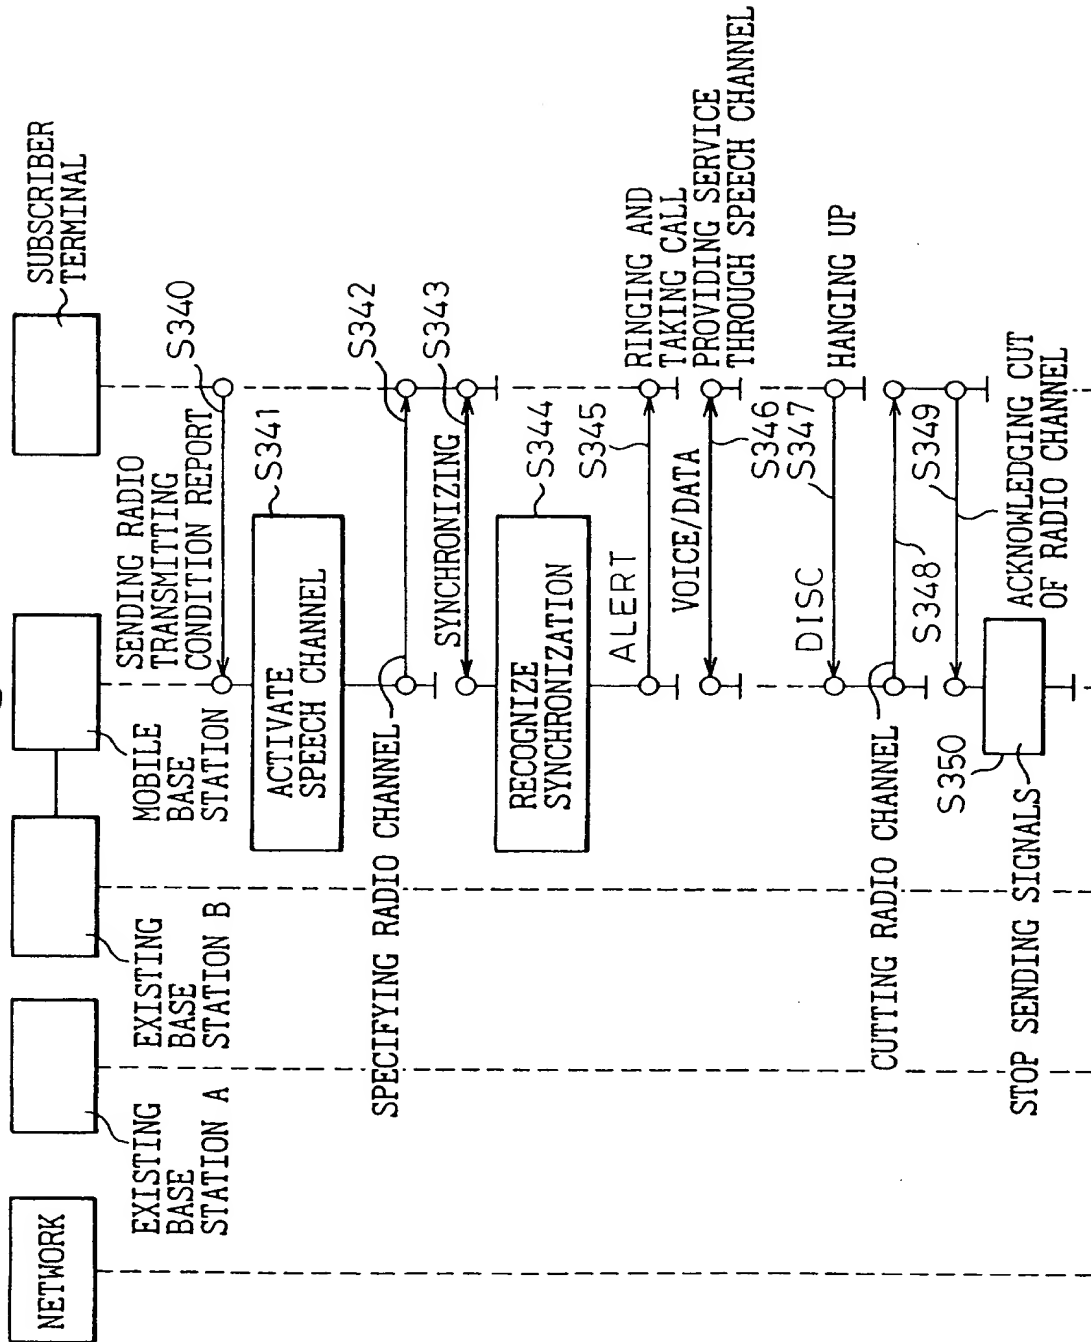 NETWORK
EXISTING
BASE
STATION A
EXISTING
BASE
STATION B
MOBILE
BASE
STATION
SUBSCRIBER
TERMINAL
SENDING RADIO
TRANSMITTING
CONDITION REPORT
S340
ACTIVATE
SPEECH CHANNEL
S341
SPECIFYING RADIO CHANNEL
S342
SYNCHRONIZING
S343
RECOGNIZE
SYNCHRONIZATION
S344
ALERT
S345
RINGING AND
TAKING CALL
VOICE/DATA
S346
PROVIDING SERVICE
THROUGH SPEECH CHANNEL
DISC
S347
HANGING UP
CUTTING RADIO CHANNEL
S348
S349
ACKNOWLEDGING CUT
OF RADIO CHANNEL
S350
STOP SENDING SIGNALS